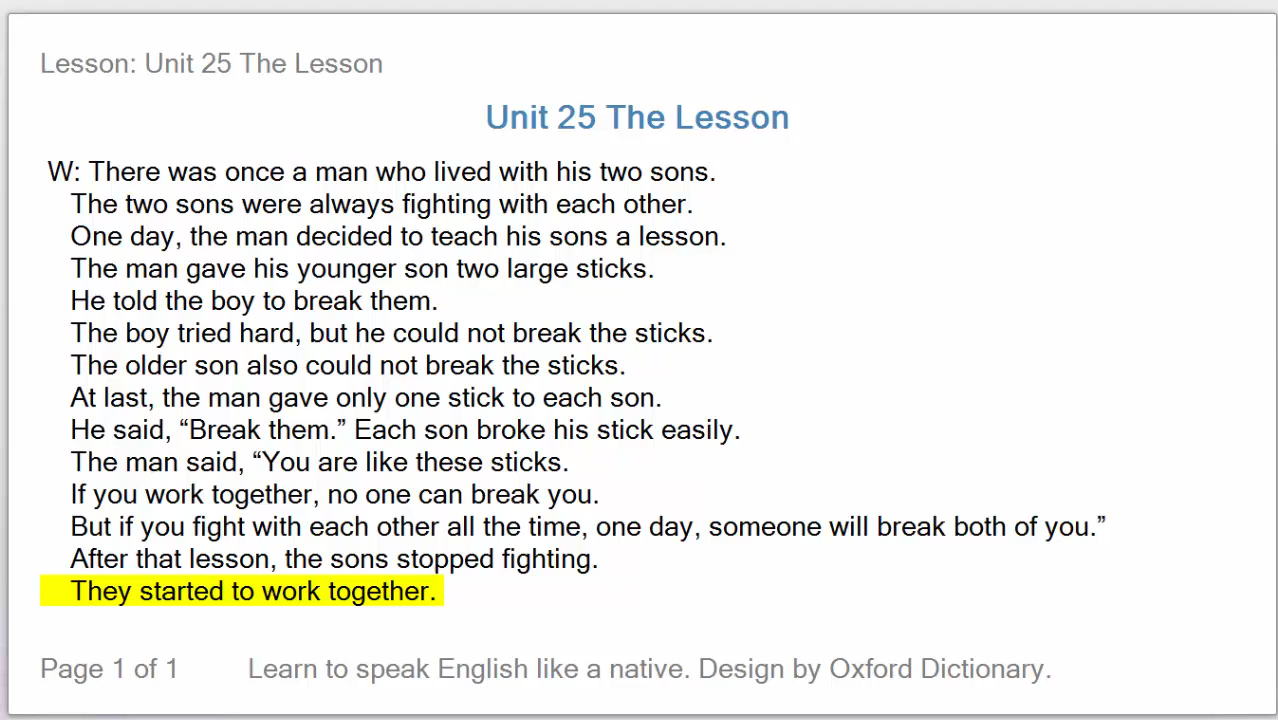 Lesson: Unit 25 The Lesson
Unit 25 The Lesson
W: There was once a man who lived with his two sons.
The two sons were always fighting with each other.
One day, the man decided to teach his sons a lesson.
The man gave his younger son two large sticks.
He told the boy to break them.
The boy tried hard, but he could not break the sticks.
The older son also could not break the sticks.
At last, the man gave only one stick to each son.
He said, “Break them.” Each son broke his stick easily.
The man said, “You are like these sticks.
If you work together, no one can break you.
But if you fight with each other all the time, one day, someone will break both of you.”
After that lesson, the sons stopped fighting.
They started to work together.
Page 1 of 1 Learn to speak English like a native. Design by Oxford Dictionary.